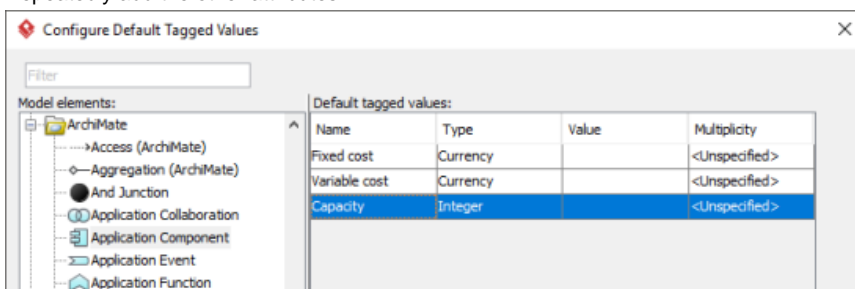 Configure Default Tagged Values
Filter
Model elements:
ArchiMate
Access (ArchiMate)
Aggregation (ArchiMate)
And Junction
Application Collaboration
Application Component
Application Event
Application Function
Default tagged values:
Name Type Value Multiplicity
Fixed cost Currency <Unspecified>
Variable cost Currency <Unspecified>
Capacity Integer <Unspecified>